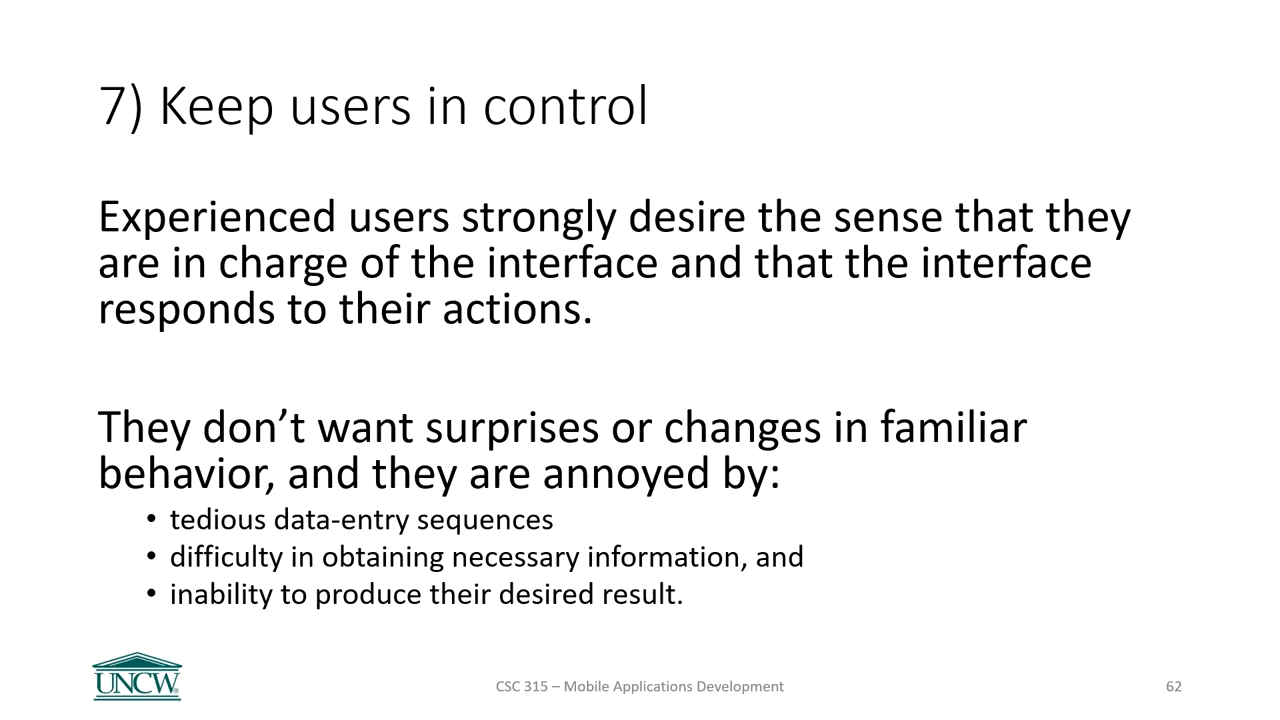 7) Keep users in control
Experienced users strongly desire the sense that they
are in charge of the interface and that the interface
responds to their actions.
They don’t want surprises or changes in familiar
behavior, and they are annoyed by:
• tedious data-entry sequences
• difficulty in obtaining necessary information, and
• inability to produce their desired result.
UNCW®
CSC 315 – Mobile Applications Development
62